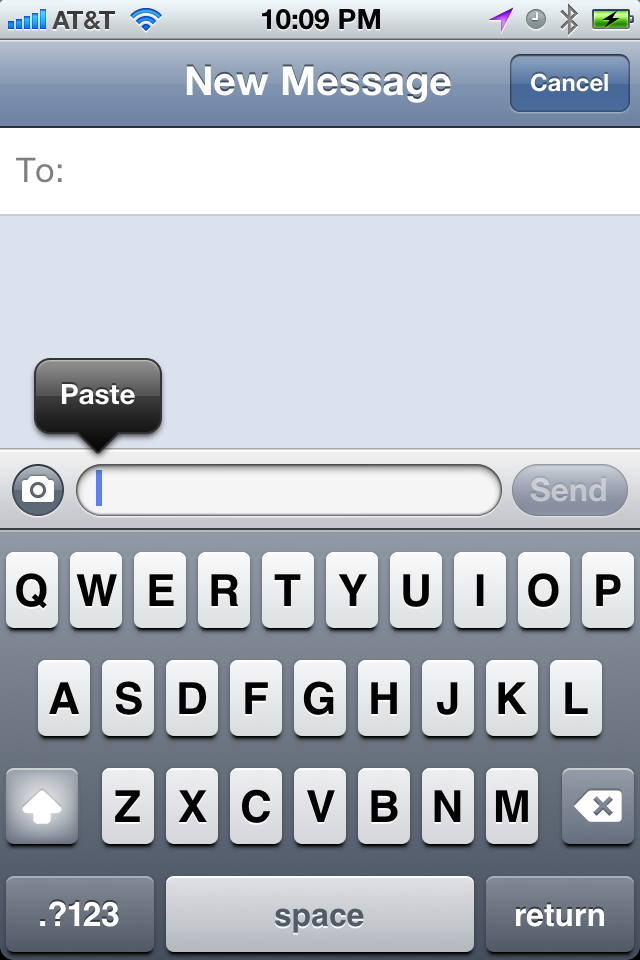 AT&T 10:09 PM
New Message Cancel
To:
Paste
Send
Q W E R T Y U I O P
A S D F G H J K L
Z X C V B N M
.?123 space return